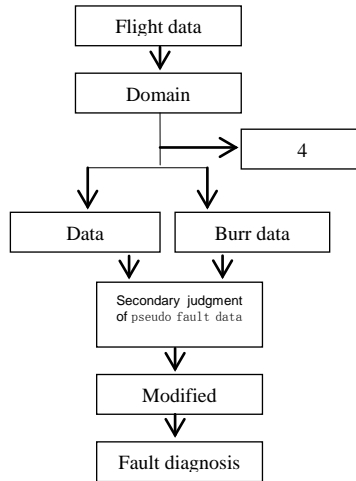 Flight data
Domain
4
Data
Burr data
Secondary judgment
of pseudo fault data
Modified
Fault diagnosis